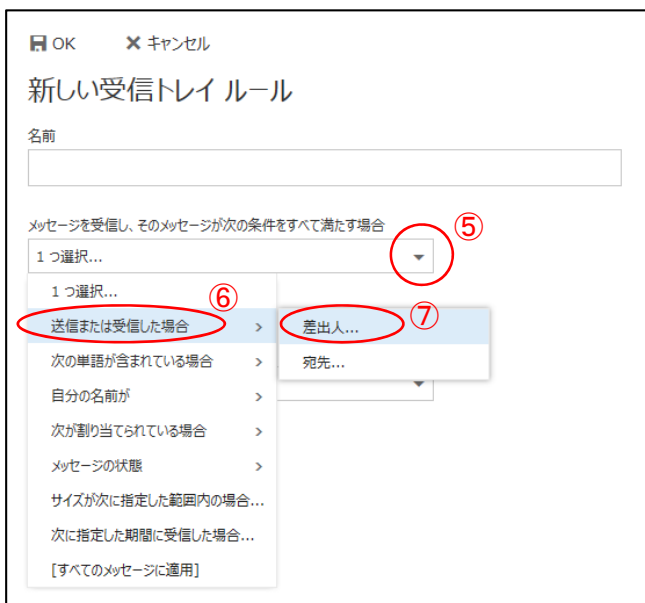 OK ✕ キャンセル
新しい受信トレイ ルール
名前
メッセージを受信し、そのメッセージが次の条件をすべて満たす場合
⑤
1 つ選択...
1 つ選択...
⑥
送信または受信した場合 >
差出人...
⑦
次の単語が含まれている場合 >
宛先...
自分の名前が >
次が割り当てられている場合 >
メッセージの状態 >
サイズが次に指定した範囲内の場合...
次に指定した期間に受信した場合...
[すべてのメッセージに適用]